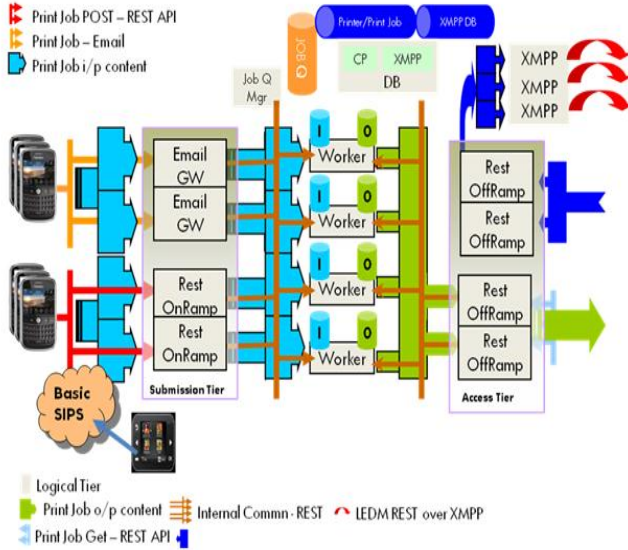 Print Job POST – REST API
Print Job – Email
Print Job i/p content
JOB Q
Printer/Print Job
XMPP DB
Job Q
Mgr
CP
XMPP
DB
XMPP
XMPP
XMPP
Email
GW
Email
GW
Rest
OnRamp
Rest
OnRamp
Submission Tier
I
O
Worker
I
O
Worker
I
O
Worker
I
O
Worker
Rest
OffRamp
Rest
OffRamp
Rest
OffRamp
Rest
OffRamp
Access Tier
Basic
SIPS
Logical Tier
Print Job o/p content
Internal Commn - REST
LEDM REST over XMPP
Print Job Get – REST API